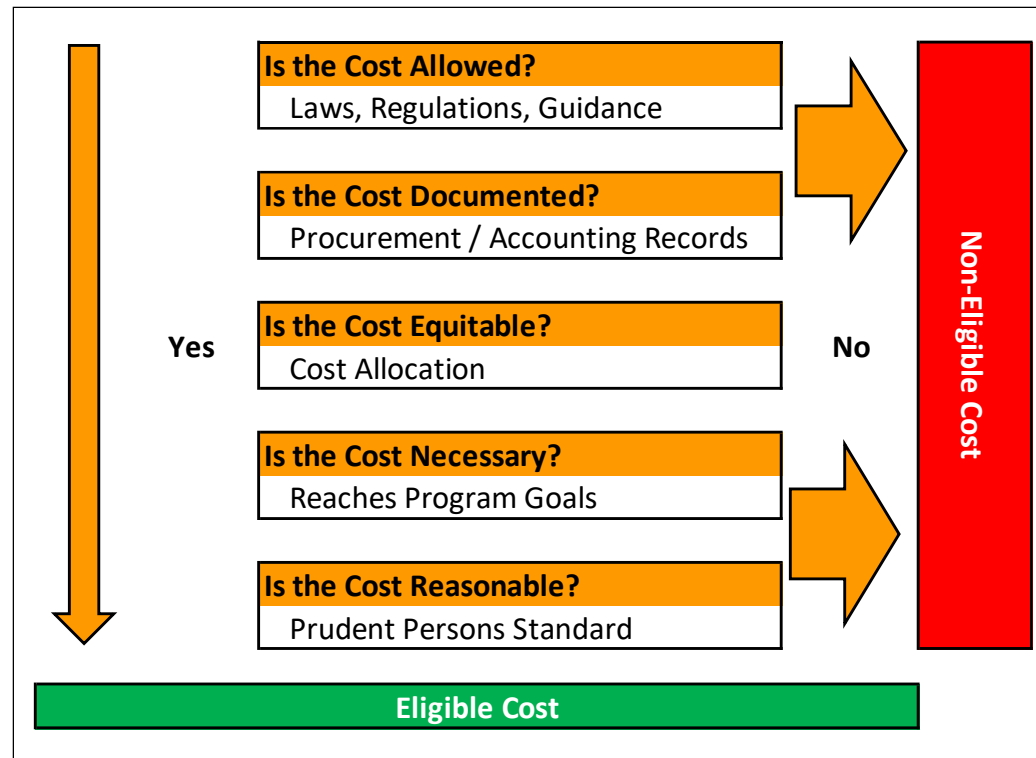 Is the Cost Allowed?
Laws, Regulations, Guidance
Is the Cost Documented?
Procurement / Accounting Records
Yes
Is the Cost Equitable?
Cost Allocation
No
Is the Cost Necessary?
Reaches Program Goals
Is the Cost Reasonable?
Prudent Persons Standard
Non-Eligible Cost
Eligible Cost